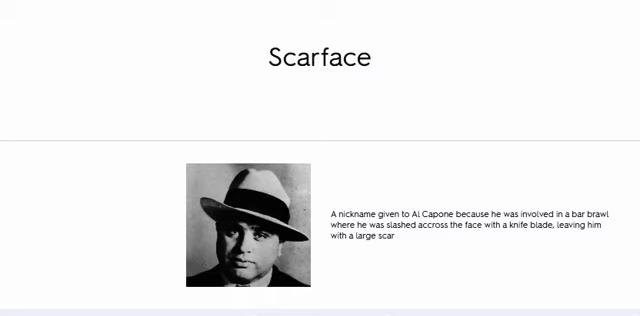 Scarface
A nickname given to Al Capone because he was involved in a bar brawl
where he was slashed accross the face with a knife blade, leaving him
with a large scar